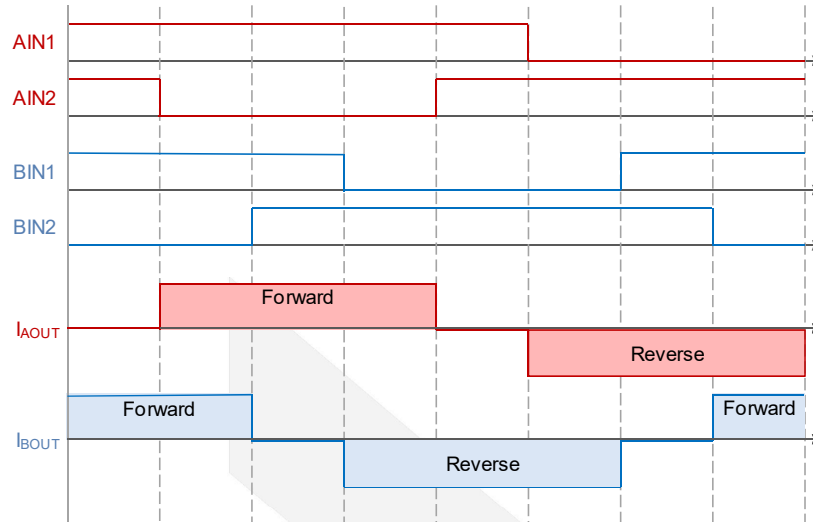 AIN1
AIN2
BIN1
BIN2
Forward
IAOUT
Reverse
Forward
Forward
IBOUT
Reverse